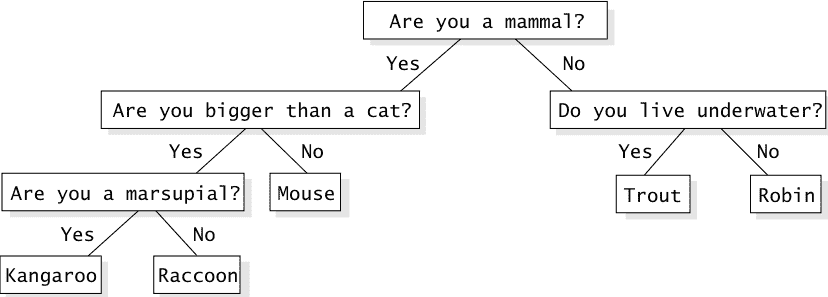 Are you a mammal?
Yes
No
Are you bigger than a cat?
Do you live underwater?
Yes
No
Yes
No
Are you a marsupial?
Mouse
Trout
Robin
Yes
No
Kangaroo
Raccoon